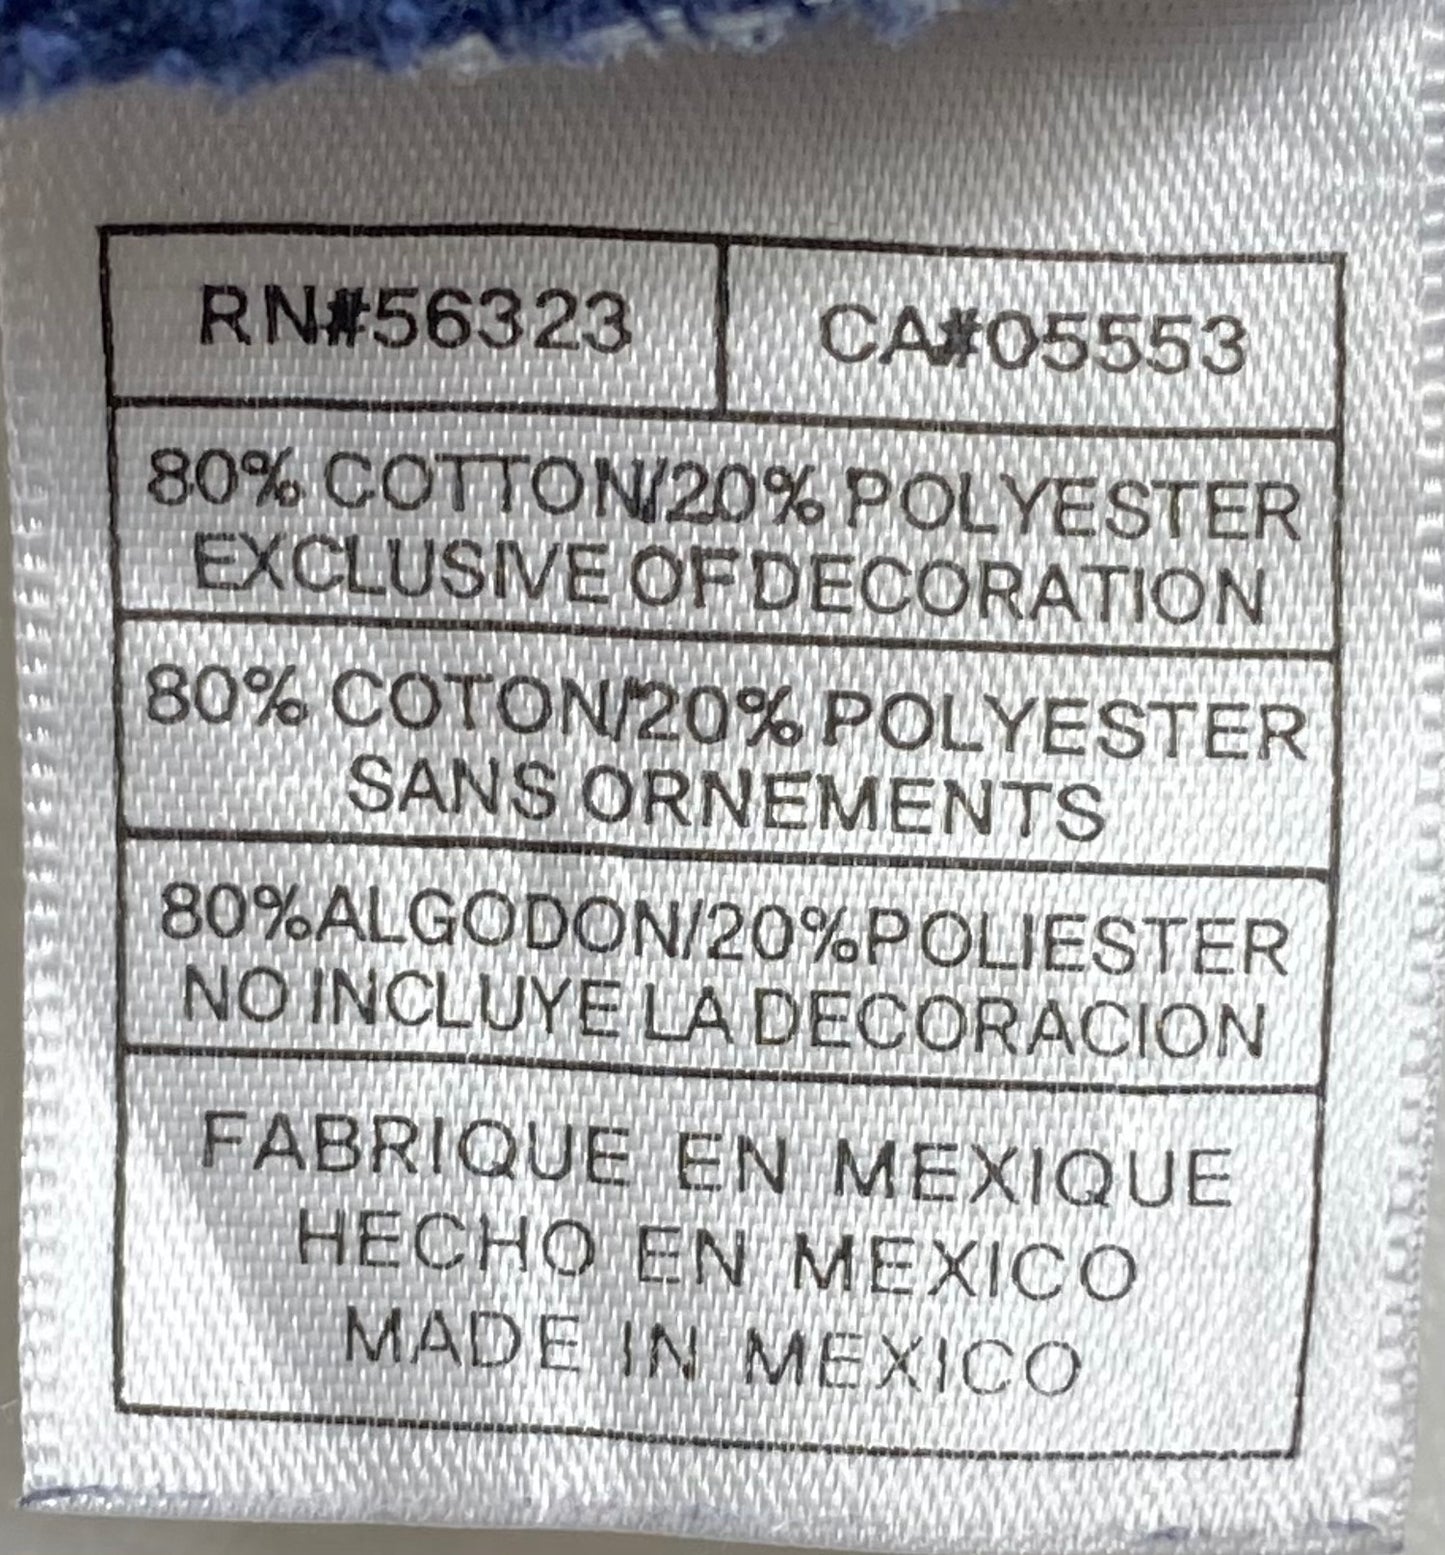 RN#56323 CA#05553
80% COTTON/20% POLYESTER
EXCLUSIVE OF DECORATION
80% COTON/20% POLYESTER
SANS ORNEMENTS
80% ALGODON/20% POLIESTER
NO INCLUYE LA DECORACION
FABRIQUE EN MEXIQUE
HECHO EN MEXICO
MADE IN MEXICO